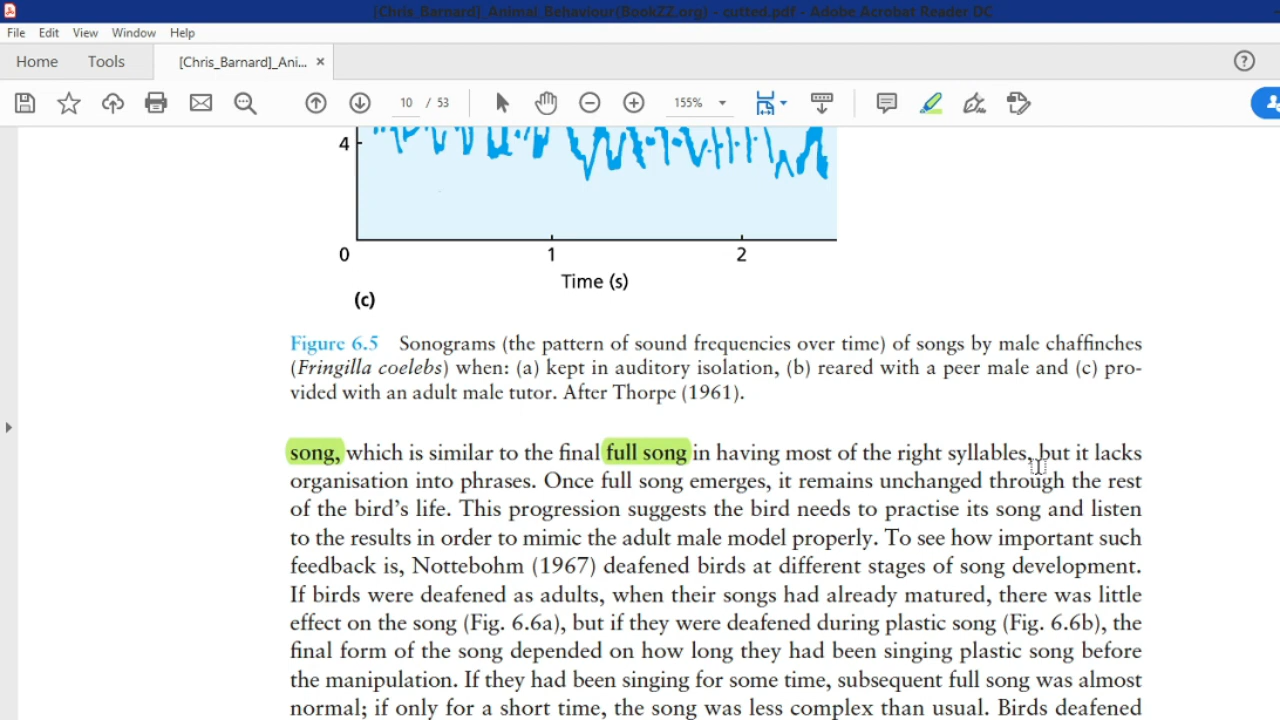 [Chris_Barnard]_Animal_Behaviour(BookZZ.org) - cutted.pdf - Adobe Acrobat Reader DC
File Edit View Window Help
Home Tools [Chris_Barnard]_Ani... ×
10 / 53 155%
4
0 1 2
Time (s)
(c)
Figure 6.5 Sonograms (the pattern of sound frequencies over time) of songs by male chaffinches
(Fringilla coelebs) when: (a) kept in auditory isolation, (b) reared with a peer male and (c) pro-
vided with an adult male tutor. After Thorpe (1961).
song, which is similar to the final full song in having most of the right syllables, but it lacks
organisation into phrases. Once full song emerges, it remains unchanged through the rest
of the bird's life. This progression suggests the bird needs to practise its song and listen
to the results in order to mimic the adult male model properly. To see how important such
feedback is, Nottebohm (1967) deafened birds at different stages of song development.
If birds were deafened as adults, when their songs had already matured, there was little
effect on the song (Fig. 6.6a), but if they were deafened during plastic song (Fig. 6.6b), the
final form of the song depended on how long they had been singing plastic song before
the manipulation. If they had been singing for some time, subsequent full song was almost
normal; if only for a short time, the song was less complex than usual. Birds deafened